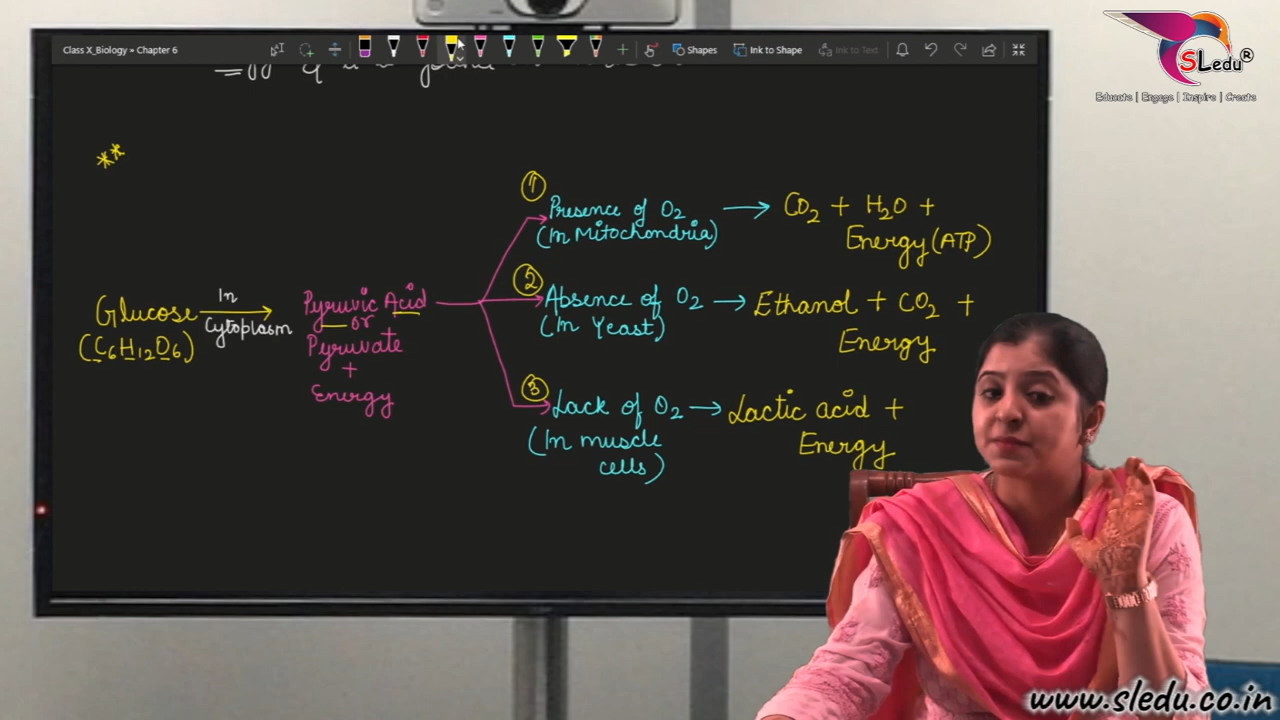 Class X_Biology » Chapter 6
Shapes
Ink to Shape
Ink to Text
SLedu®
Educate | Engage | Inspire | Create
**
Glucose
(C6H12O6)
In
Cytoplasm
Pyruvic Acid
or
Pyruvate
+
Energy
1
Presence of O2
(In Mitochondria)
CO2 + H2O +
Energy (ATP)
2
Absence of O2
(In Yeast)
Ethanol + CO2 +
Energy
3
Lack of O2
(In muscle
cells)
Lactic acid +
Energy
www.sledu.co.in